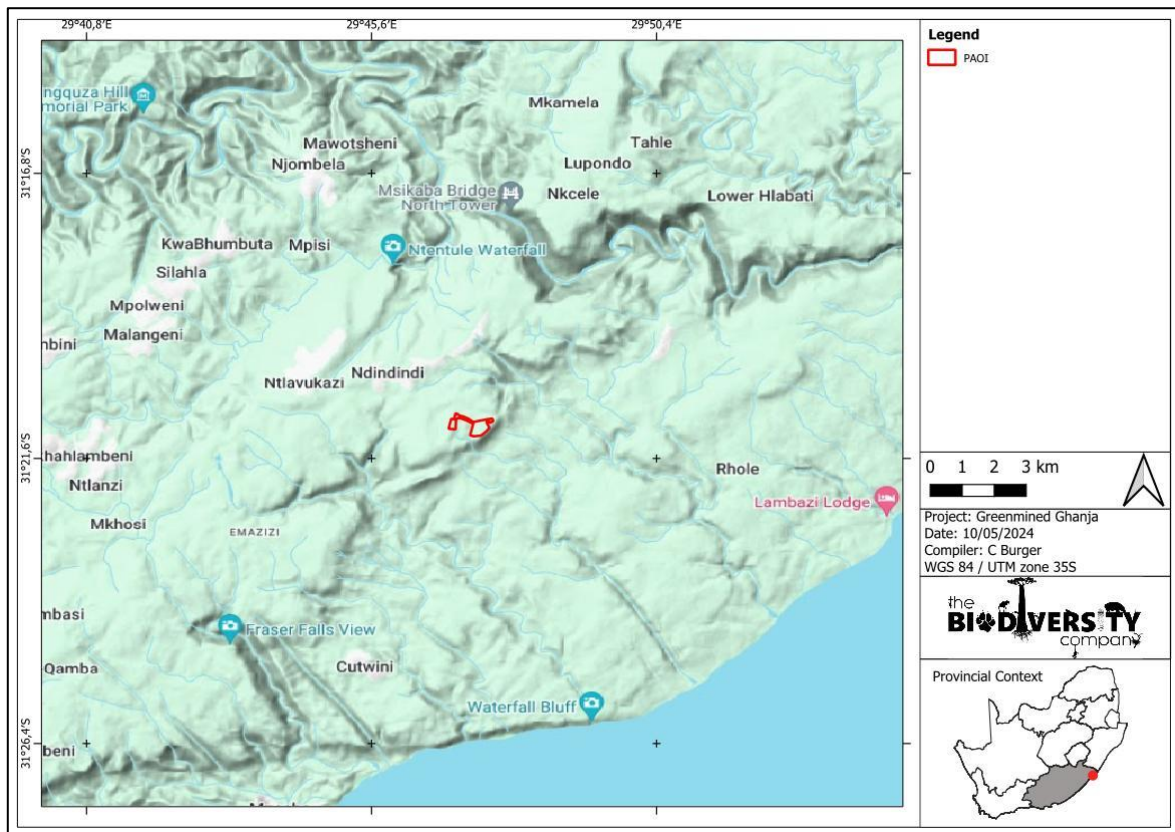 29°40,8'E
29°45,6'E
29°50,4'E
31°16,8'S
31°21,6'S
31°26,4'S
ngquza Hill
morial Park
Mkamela
Mawotsheni
Tahle
Njombela
Lupondo
Msikaba Bridge
North Tower
Nkcele
Lower Hlabati
KwaBhumbuta
Mpisi
Ntentule Waterfall
Silahla
Mpolweni
Malangeni
nbini
Ndindindi
Ntlavukazi
hahlambeni
Ntlanzi
Rhole
Lambazi Lodge
Mkhosi
EMAZIZI
mbasi
Fraser Falls View
Qamba
Cutwini
Waterfall Bluff
beni
Legend
PAOI
0 1 2 3 km
Project: Greenmined Ghanja
Date: 10/05/2024
Compiler: C Burger
WGS 84 / UTM zone 35S
the
BIODIVERSITY
company
Provincial Context